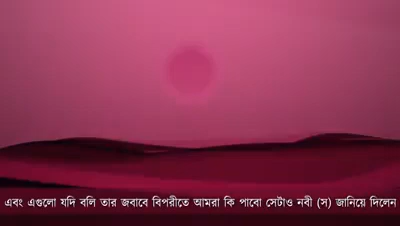 এবং এগুলো যদি বলি তার জবাবে বিপরীতে আমরা কি পাবো সেটাও নবী (স) জানিয়ে দিলেন